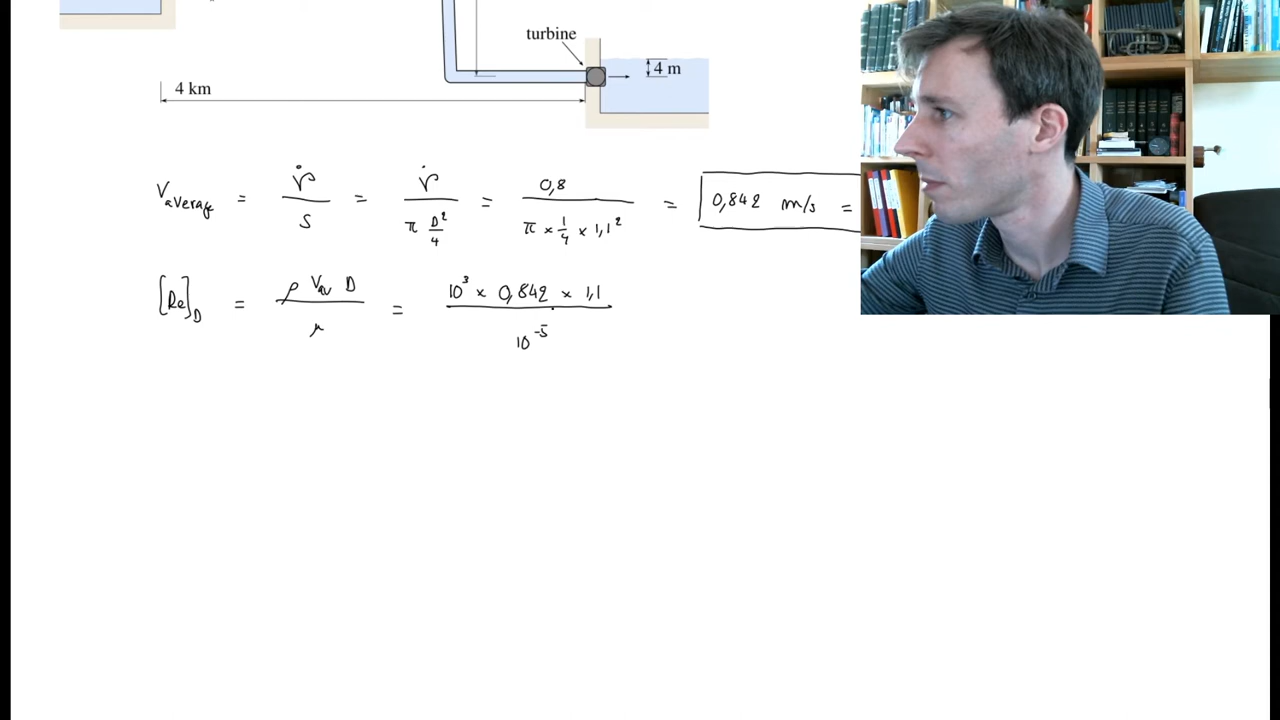 turbine
4 m
4 km
V_average = V̇ / S = V̇ / (π D²/4) = 0,8 / (π × 1/4 × 1,1²) = 0,842 m/s =
[Re]_D = ρ V_av D / μ = 10³ × 0,842 × 1,1 / 10⁻⁵